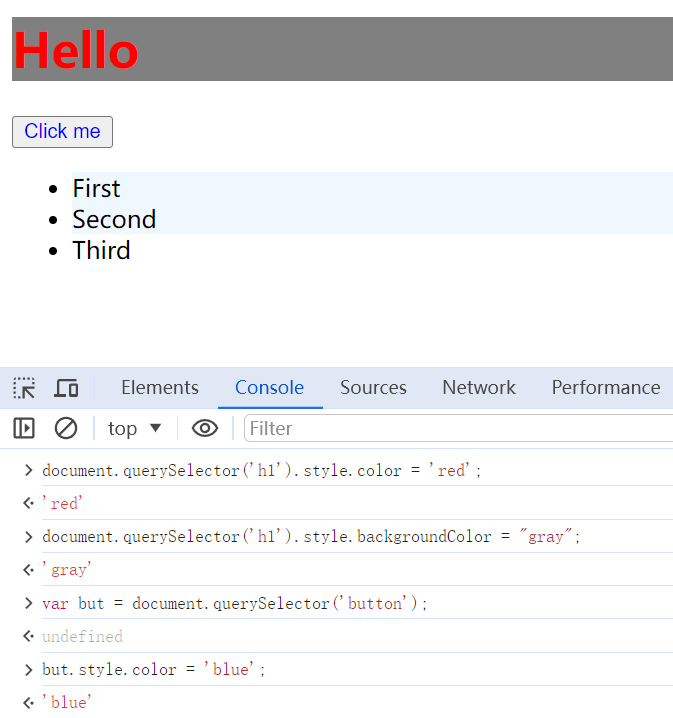 Hello
Click me
First
Second
Third
Elements Console Sources Network Performance
top Filter
document.querySelector('h1').style.color = 'red';
'red'
document.querySelector('h1').style.backgroundColor = "gray";
'gray'
var but = document.querySelector('button');
undefined
but.style.color = 'blue';
'blue'